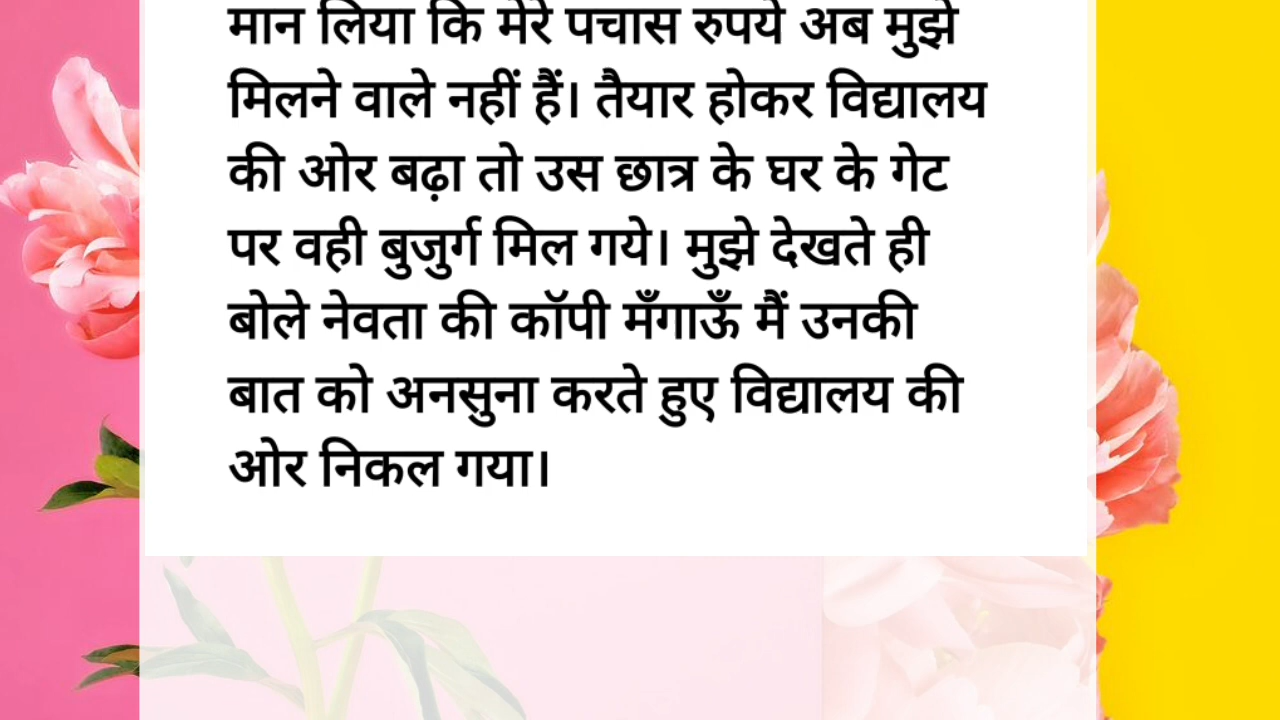 मान लिया कि मेरे पचास रुपये अब मुझे
मिलने वाले नहीं हैं। तैयार होकर विद्यालय
की ओर बढ़ा तो उस छात्र के घर के गेट
पर वही बुजुर्ग मिल गये। मुझे देखते ही
बोले नेवता की कॉपी मँगाऊँ मैं उनकी
बात को अनसुना करते हुए विद्यालय की
ओर निकल गया।